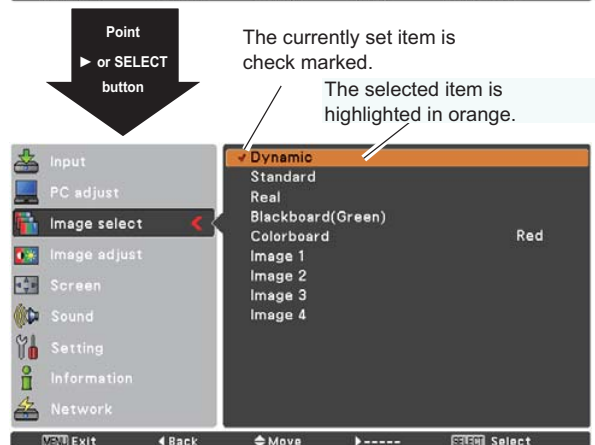 Point
► or SELECT
button
The currently set item is
check marked.
The selected item is
highlighted in orange.
Input
PC adjust
Image select
Image adjust
Screen
Sound
Setting
Information
Network
✓ Dynamic
Standard
Real
Blackboard(Green)
Colorboard Red
Image 1
Image 2
Image 3
Image 4
MENU Exit ◄ Back Move ►----- SELECT Select